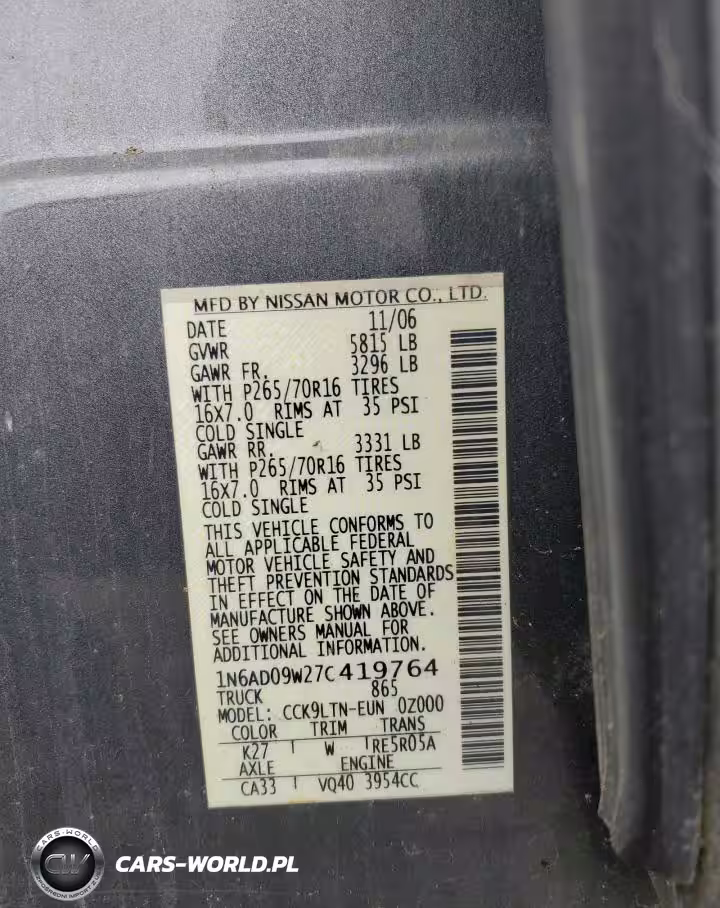 MFD BY NISSAN MOTOR CO., LTD.
DATE 11/06
GVWR 5815 LB
GAWR FR. 3296 LB
WITH P265/70R16 TIRES
16X7.0 RIMS AT 35 PSI
COLD SINGLE
GAWR RR. 3331 LB
WITH P265/70R16 TIRES
16X7.0 RIMS AT 35 PSI
COLD SINGLE
THIS VEHICLE CONFORMS TO
ALL APPLICABLE FEDERAL
MOTOR VEHICLE SAFETY AND
THEFT PREVENTION STANDARDS
IN EFFECT ON THE DATE OF
MANUFACTURE SHOWN ABOVE.
SEE OWNERS MANUAL FOR
ADDITIONAL INFORMATION.
1N6AD09W27C419764
TRUCK 865
MODEL: CCK9LTN-EUN 0Z000
COLOR TRIM TRANS
K27 W RE5R05A
AXLE ENGINE
CA33 VQ40 3954CC
CARS-WORLD
CW
CARS-WORLD.PL